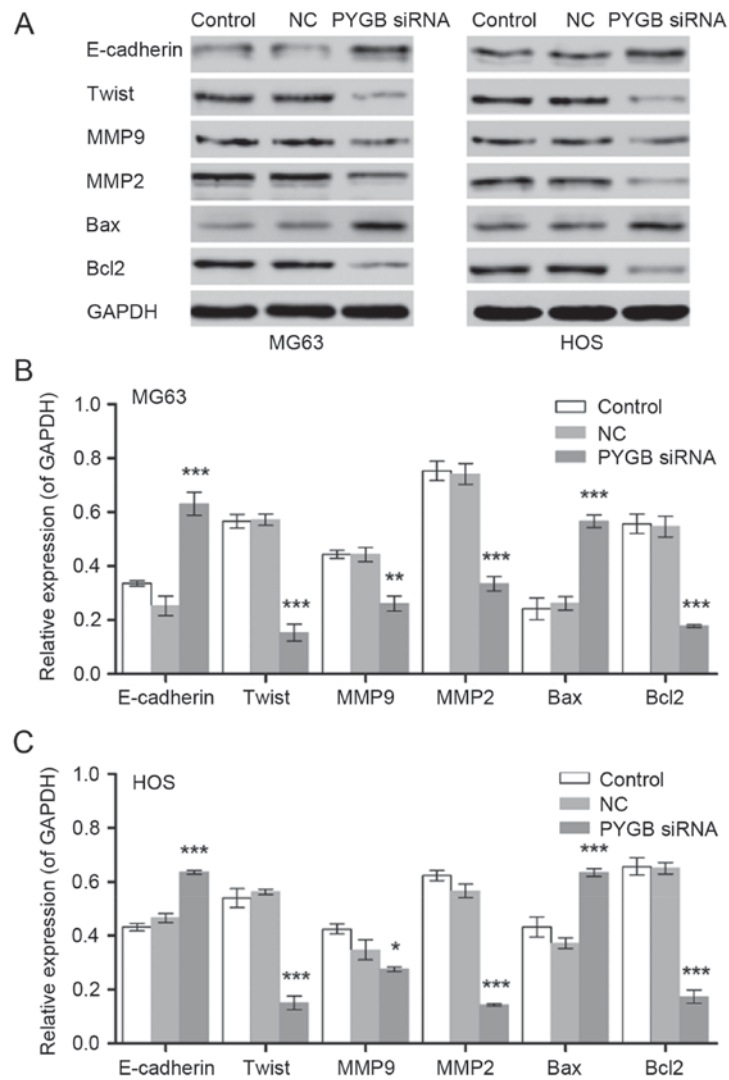 A
Control NC PYGB siRNA Control NC PYGB siRNA
E-cadherin
Twist
MMP9
MMP2
Bax
Bcl2
GAPDH
MG63 HOS
B
MG63
Relative expression (of GAPDH)
1.0
0.8
0.6
0.4
0.2
0.0
Control
NC
PYGB siRNA
***
***
**
***
***
***
E-cadherin Twist MMP9 MMP2 Bax Bcl2
C
HOS
Relative expression (of GAPDH)
1.0
0.8
0.6
0.4
0.2
0.0
Control
NC
PYGB siRNA
***
***
*
***
***
***
E-cadherin Twist MMP9 MMP2 Bax Bcl2